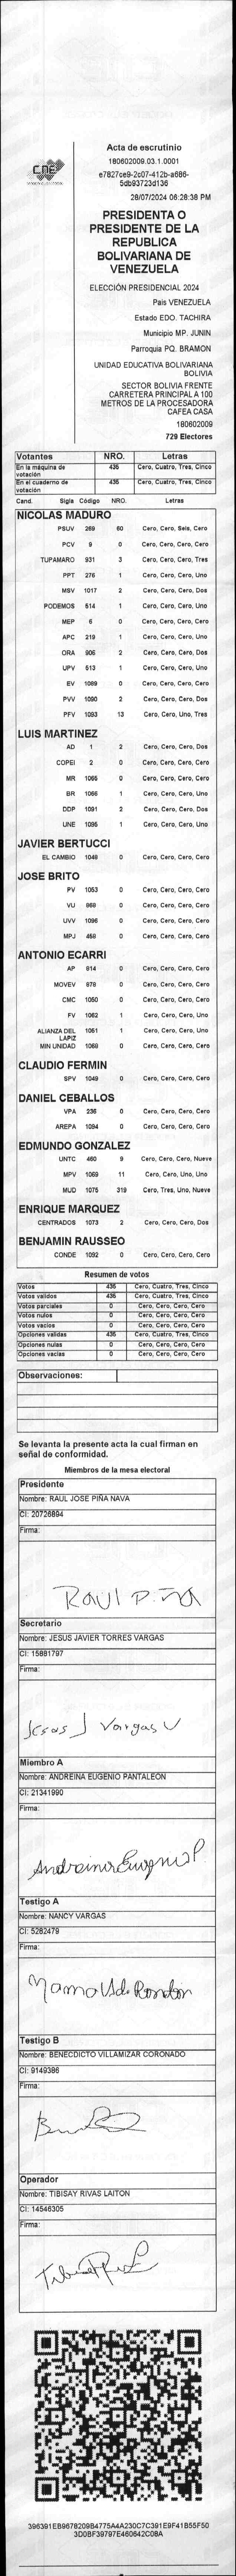 CNE
Acta de escrutinio
180602009.03.1.0001
e7827ce9-2c07-412b-a686-
5db93723d136
28/07/2024 06:28:38 PM
PRESIDENTA O
PRESIDENTE DE LA
REPUBLICA
BOLIVARIANA DE
VENEZUELA
ELECCIÓN PRESIDENCIAL 2024
País VENEZUELA
Estado EDO. TACHIRA
Municipio MP. JUNIN
Parroquia PQ. BRAMON
UNIDAD EDUCATIVA BOLIVARIANA
BOLIVIA
SECTOR BOLIVIA FRENTE
CARRETERA PRINCIPAL A 100
METROS DE LA PROCESADORA
CAFEA CASA
180602009
729 Electores
Votantes NRO. Letras
En la máquina de votación 435 Cero, Cuatro, Tres, Cinco
En el cuaderno de votación 435 Cero, Cuatro, Tres, Cinco
Cand. Sigla Código NRO. Letras
NICOLAS MADURO
PSUV 269 60 Cero, Cero, Seis, Cero
PCV 9 0 Cero, Cero, Cero, Cero
TUPAMARO 931 3 Cero, Cero, Cero, Tres
PPT 276 1 Cero, Cero, Cero, Uno
MSV 1017 2 Cero, Cero, Cero, Dos
PODEMOS 514 1 Cero, Cero, Cero, Uno
MEP 6 0 Cero, Cero, Cero, Cero
APC 219 1 Cero, Cero, Cero, Uno
ORA 906 2 Cero, Cero, Cero, Dos
UPV 513 1 Cero, Cero, Cero, Uno
EV 1089 0 Cero, Cero, Cero, Cero
PVV 1090 2 Cero, Cero, Cero, Dos
PFV 1093 13 Cero, Cero, Uno, Tres
LUIS MARTINEZ
AD 1 2 Cero, Cero, Cero, Dos
COPEI 2 0 Cero, Cero, Cero, Cero
MR 1065 0 Cero, Cero, Cero, Cero
BR 1066 1 Cero, Cero, Cero, Uno
DDP 1091 2 Cero, Cero, Cero, Dos
UNE 1095 1 Cero, Cero, Cero, Uno
JAVIER BERTUCCI
EL CAMBIO 1048 0 Cero, Cero, Cero, Cero
JOSE BRITO
PV 1053 0 Cero, Cero, Cero, Cero
VU 968 0 Cero, Cero, Cero, Cero
UVV 1096 0 Cero, Cero, Cero, Cero
MPJ 458 0 Cero, Cero, Cero, Cero
ANTONIO ECARRI
AP 914 0 Cero, Cero, Cero, Cero
MOVEV 978 0 Cero, Cero, Cero, Cero
CMC 1050 0 Cero, Cero, Cero, Cero
FV 1062 1 Cero, Cero, Cero, Uno
ALIANZA DEL LAPIZ 1051 1 Cero, Cero, Cero, Uno
MIN UNIDAD 1068 0 Cero, Cero, Cero, Cero
CLAUDIO FERMIN
SPV 1049 0 Cero, Cero, Cero, Cero
DANIEL CEBALLOS
VPA 236 0 Cero, Cero, Cero, Cero
AREPA 1094 0 Cero, Cero, Cero, Cero
EDMUNDO GONZALEZ
UNTC 460 9 Cero, Cero, Cero, Nueve
MPV 1069 11 Cero, Cero, Uno, Uno
MUD 1075 319 Cero, Tres, Uno, Nueve
ENRIQUE MARQUEZ
CENTRADOS 1073 2 Cero, Cero, Cero, Dos
BENJAMIN RAUSSEO
CONDE 1092 0 Cero, Cero, Cero, Cero
Resumen de votos
Votos 435 Cero, Cuatro, Tres, Cinco
Votos validos 435 Cero, Cuatro, Tres, Cinco
Votos parciales 0 Cero, Cero, Cero, Cero
Votos nulos 0 Cero, Cero, Cero, Cero
Votos vacios 0 Cero, Cero, Cero, Cero
Opciones validas 435 Cero, Cuatro, Tres, Cinco
Opciones nulas 0 Cero, Cero, Cero, Cero
Opciones vacias 0 Cero, Cero, Cero, Cero
Observaciones:
Se levanta la presente acta la cual firman en
señal de conformidad.
Miembros de la mesa electoral
Presidente
Nombre: RAUL JOSE PIÑA NAVA
CI: 20726894
Firma:
Raul Piña
Secretario
Nombre: JESUS JAVIER TORRES VARGAS
CI: 15881797
Firma:
Jesus J Vargas V
Miembro A
Nombre: ANDREINA EUGENIO PANTALEON
CI: 21341990
Firma:
Andreina Eugenio P.
Testigo A
Nombre: NANCY VARGAS
CI: 5282479
Firma:
Testigo B
Nombre: BENECDICTO VILLAMIZAR CORONADO
CI: 9149386
Firma:
Operador
Nombre: TIBISAY RIVAS LAITON
CI: 14546305
Firma:
396391EB9678209B4775A4A230C7C391E9F41B55F50
3D0BF39797E460642C08A